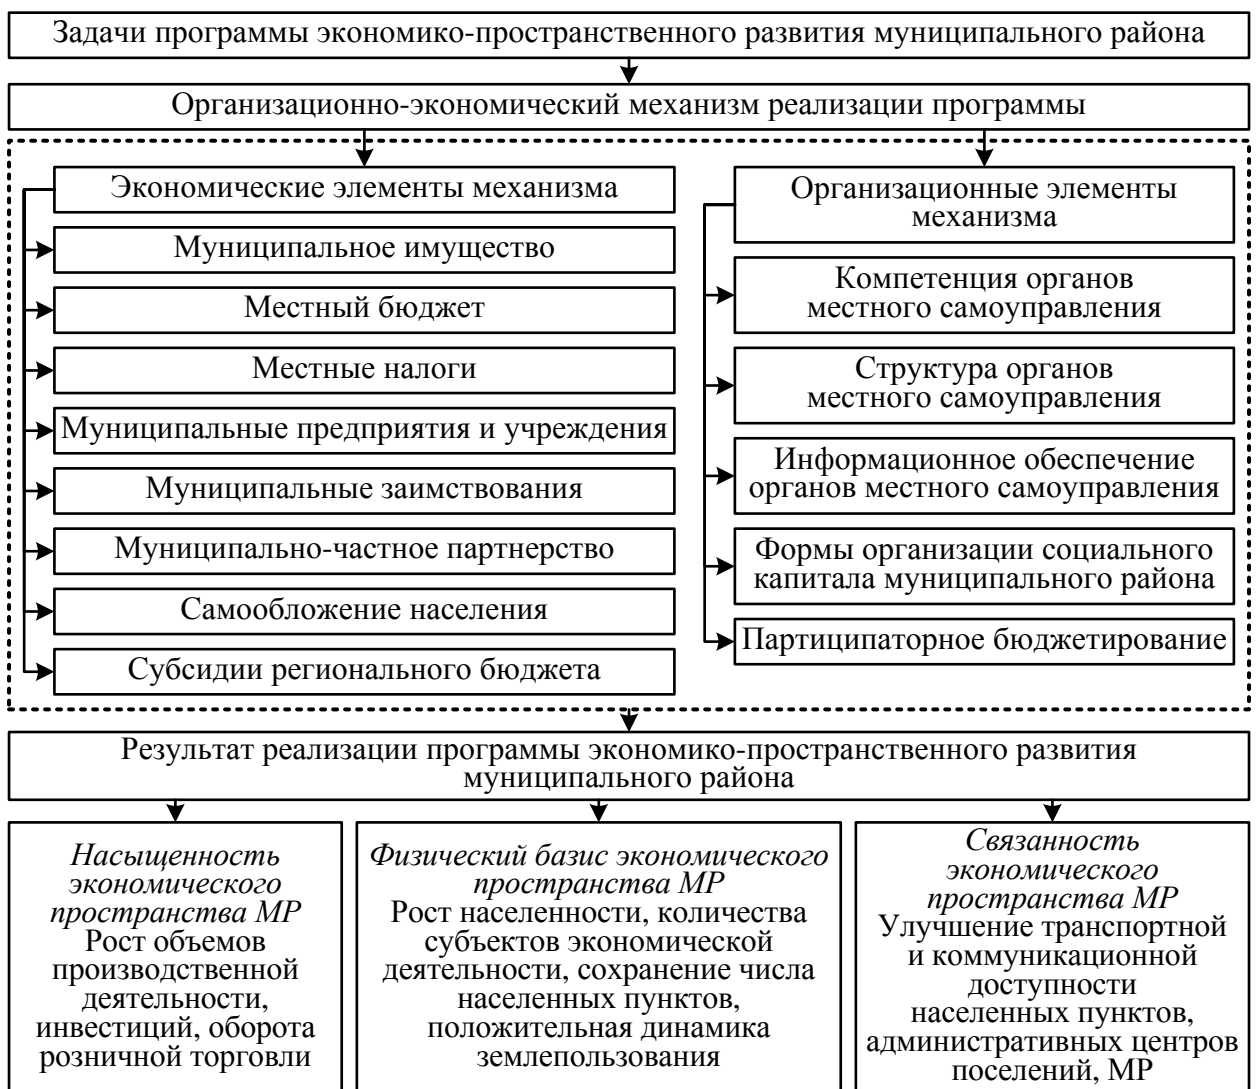 Задачи программы экономико-пространственного развития муниципального района
Организационно-экономический механизм реализации программы
Экономические элементы механизма
Муниципальное имущество
Местный бюджет
Местные налоги
Муниципальные предприятия и учреждения
Муниципальные заимствования
Муниципально-частное партнерство
Самообложение населения
Субсидии регионального бюджета
Организационные элементы
механизма
Компетенция органов
местного самоуправления
Структура органов
местного самоуправления
Информационное обеспечение
органов местного самоуправления
Формы организации социального
капитала муниципального района
Партиципаторное бюджетирование
Результат реализации программы экономико-пространственного развития
муниципального района
Насыщенность
экономического
пространства МР
Рост объемов
производственной
деятельности,
инвестиций, оборота
розничной торговли
Физический базис экономического
пространства МР
Рост населенности, количества
субъектов экономической
деятельности, сохранение числа
населенных пунктов,
положительная динамика
землепользования
Связанность
экономического
пространства МР
Улучшение транспортной
и коммуникационной
доступности
населенных пунктов,
административных центров
поселений, МР